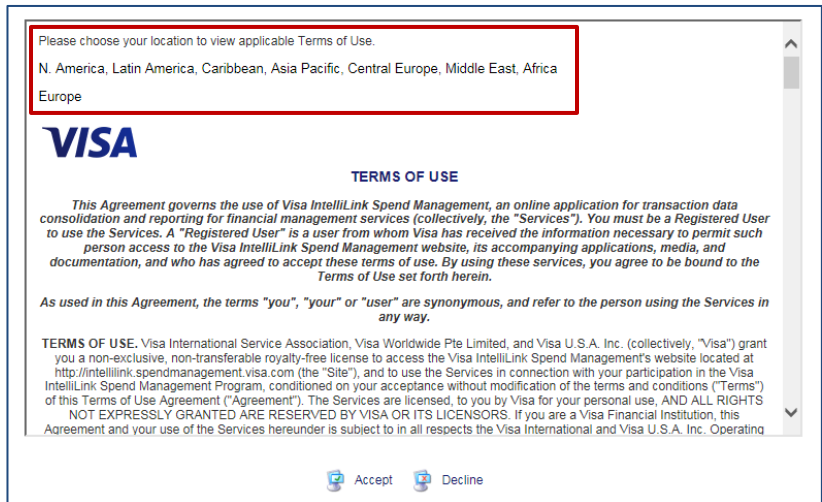 Please choose your location to view applicable Terms of Use.
N. America, Latin America, Caribbean, Asia Pacific, Central Europe, Middle East, Africa
Europe
VISA
TERMS OF USE
This Agreement governs the use of Visa IntelliLink Spend Management, an online application for transaction data
consolidation and reporting for financial management services (collectively, the "Services"). You must be a Registered User
to use the Services. A "Registered User" is a user from whom Visa has received the information necessary to permit such
person access to the Visa IntelliLink Spend Management website, its accompanying applications, media, and
documentation, and who has agreed to accept these terms of use. By using these services, you agree to be bound to the
Terms of Use set forth herein.
As used in this Agreement, the terms "you", "your" or "user" are synonymous, and refer to the person using the Services in
any way.
TERMS OF USE. Visa International Service Association, Visa Worldwide Pte Limited, and Visa U.S.A. Inc. (collectively, "Visa") grant
you a non-exclusive, non-transferable royalty-free license to access the Visa IntelliLink Spend Management's website located at
http://intellilink.spendmanagement.visa.com (the "Site"), and to use the Services in connection with your participation in the Visa
IntelliLink Spend Management Program, conditioned on your acceptance without modification of the terms and conditions ("Terms")
of this Terms of Use Agreement ("Agreement"). The Services are licensed, to you by Visa for your personal use, AND ALL RIGHTS
NOT EXPRESSLY GRANTED ARE RESERVED BY VISA OR ITS LICENSORS. If you are a Visa Financial Institution, this
Agreement and your use of the Services hereunder is subject to in all respects the Visa International and Visa U.S.A. Inc. Operating
Accept Decline